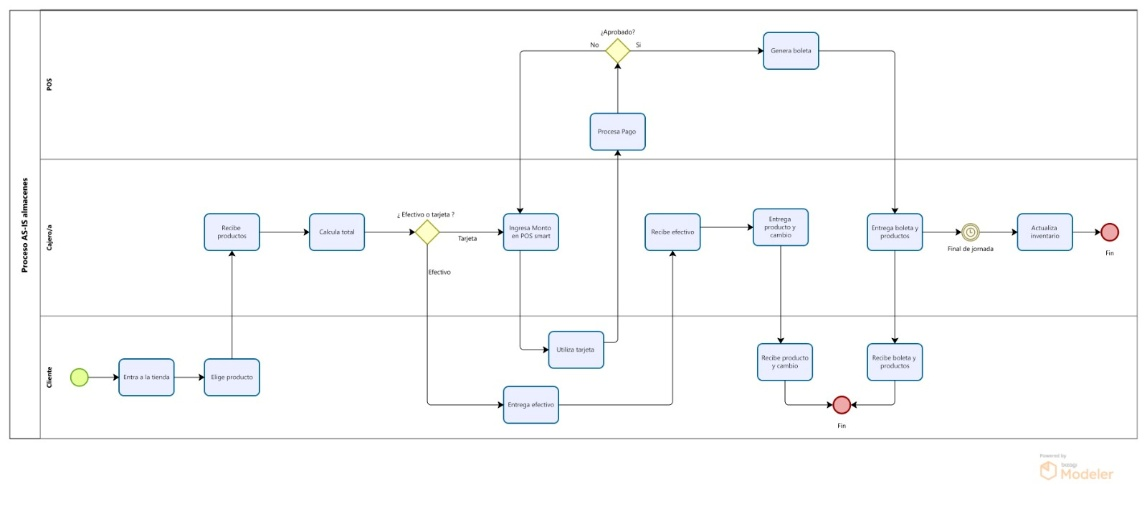 Proceso AS-IS almacenes
POS
¿Aprobado?
No
Si
Genera boleta
Procesa Pago
Cajero/a
Recibe
productos
Calcula total
¿ Efectivo o tarjeta ?
Tarjeta
Efectivo
Ingresa Monto
en POS smart
Recibe efectivo
Entrega
producto y
cambio
Entrega boleta y
productos
Final de jornada
Actualiza
inventario
Fin
Cliente
Entra a la tienda
Elige producto
Utiliza tarjeta
Entrega efectivo
Recibe producto
y cambio
Recibe boleta y
productos
Fin
Powered by
bizagi
Modeler